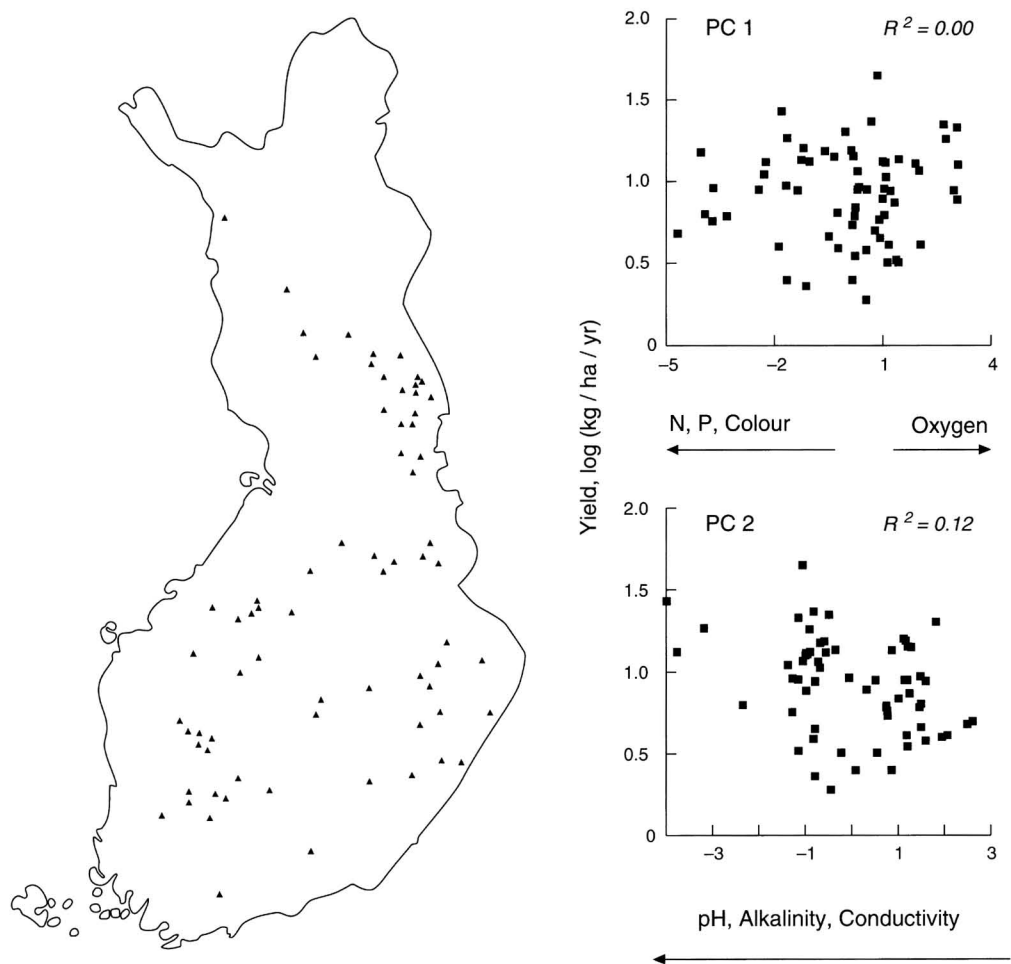 PC 1
R 2 = 0.00
2.0
1.5
1.0
0.5
0
–5
–2
1
4
N, P, Colour
Oxygen
Yield, log (kg / ha / yr)
PC 2
R 2 = 0.12
2.0
1.5
1.0
0.5
0
–3
–1
1
3
pH, Alkalinity, Conductivity